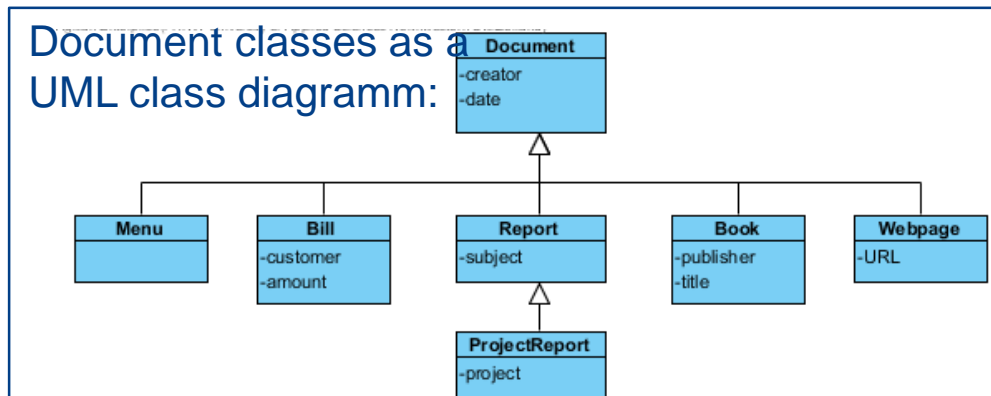 Document classes as a
UML class diagramm:
Document
-creator
-date
Menu
Bill
-customer
-amount
Report
-subject
Book
-publisher
-title
Webpage
-URL
ProjectReport
-project